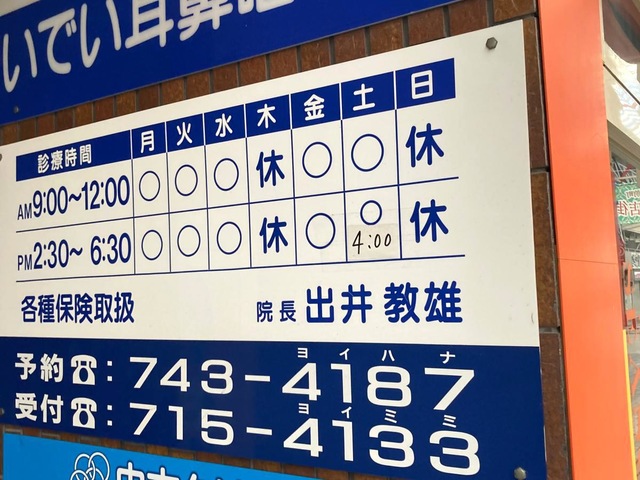 いでい耳鼻咽
診療時間 月 火 水 木 金 土 日
AM9:00~12:00 ○ ○ ○ 休 ○ ○ 休
PM2:30~6:30 ○ ○ ○ 休 ○ ○ 休
4:00
各種保険取扱 院長 出井教雄
ヨイハナ
予約☎:743-4187
ヨイミミ
受付☎:715-4133